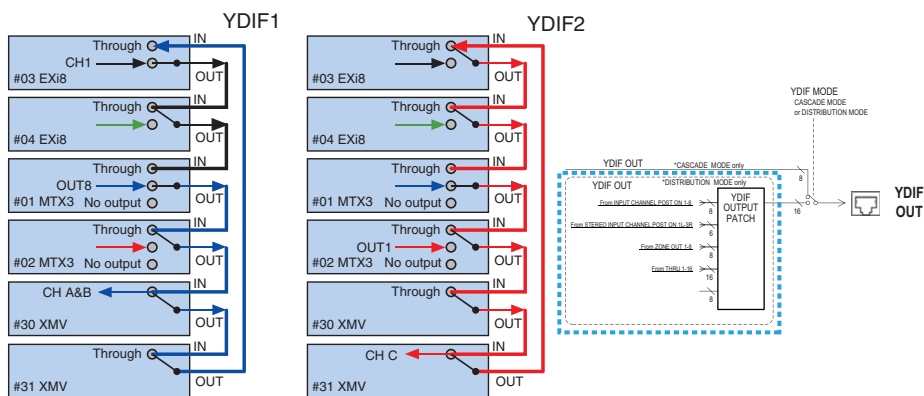 YDIF1
IN
Through
CH1
#03 EXi8
OUT
IN
Through
#04 EXi8
OUT
IN
Through
OUT8
#01 MTX3
No output
OUT
IN
Through
#02 MTX3
No output
OUT
IN
CH A&B
#30 XMV
OUT
IN
Through
#31 XMV
OUT
YDIF2
IN
Through
#03 EXi8
OUT
IN
Through
#04 EXi8
OUT
IN
Through
#01 MTX3
No output
OUT
IN
Through
OUT1
#02 MTX3
No output
OUT
IN
Through
#30 XMV
OUT
IN
CH C
#31 XMV
OUT
YDIF MODE
CASCADE MODE
or DISTRIBUTION MODE
YDIF OUT
*CASCADE MODE only
8
YDIF OUT
*DISTRIBUTION MODE only
YDIF
OUTPUT
PATCH
From INPUT CHANNEL POST ON 1-8
8
From STEREO INPUT CHANNEL POST ON 1L-3R
6
From ZONE OUT 1-8
8
From THRU 1-16
16
8
16
YDIF
OUT